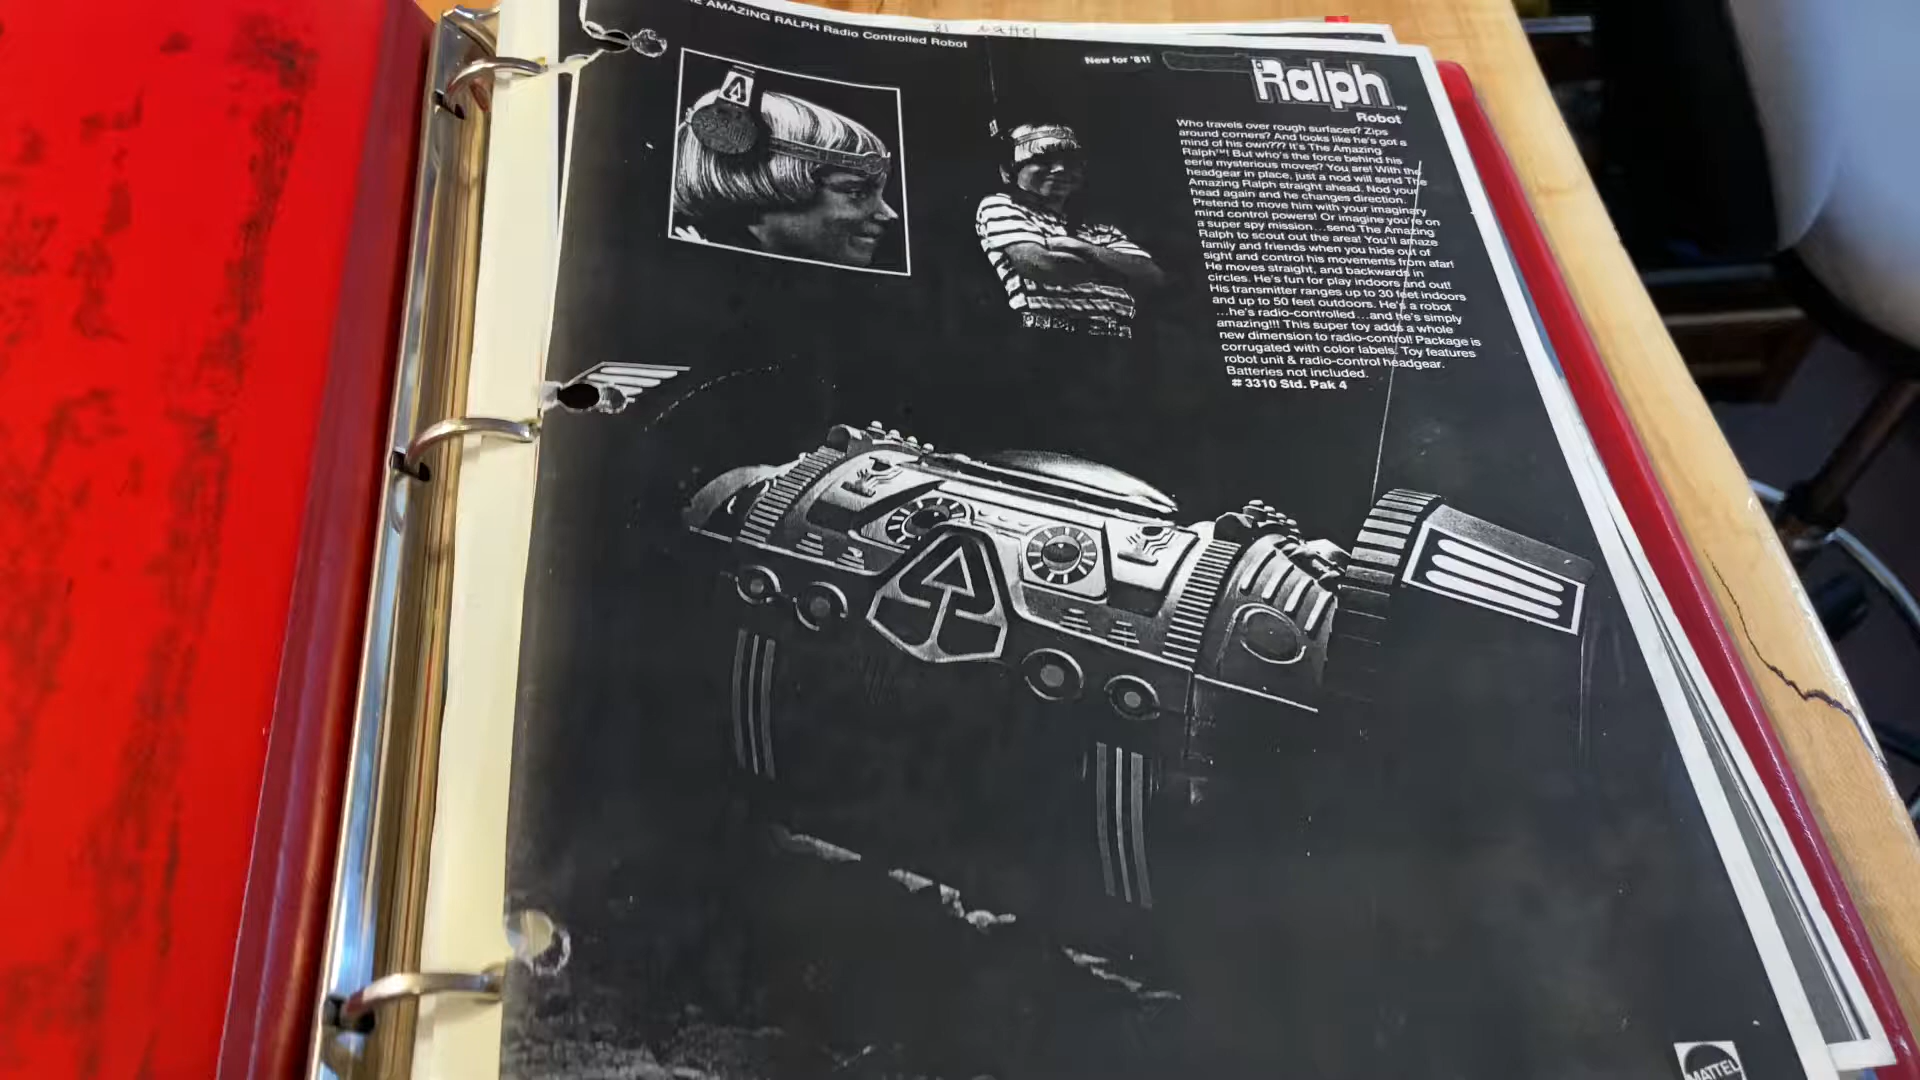 E AMAZING RALPH Radio Controlled Robot
81 Mattel
New for '81!
Ralph™
Robot
Who travels over rough surfaces? Zips
around corners? And looks like he's got a
mind of his own??? It's The Amazing
Ralph™! But who's the force behind his
eerie mysterious moves? You are! With the
headgear in place, just a nod will send The
Amazing Ralph straight ahead. Nod your
head again and he changes direction.
Pretend to move him with your imaginary
mind control powers! Or imagine you're on
a super spy mission...send The Amazing
Ralph to scout out the area! You'll amaze
family and friends when you hide out of
sight and control his movements from afar!
He moves straight, and backwards in
circles. He's fun for play indoors and out!
His transmitter ranges up to 30 feet indoors
and up to 50 feet outdoors. He's a robot
...he's radio-controlled...and he's simply
amazing!!! This super toy adds a whole
new dimension to radio-control! Package is
corrugated with color labels. Toy features
robot unit & radio-control headgear.
Batteries not included.
# 3310 Std. Pak 4
MATTEL